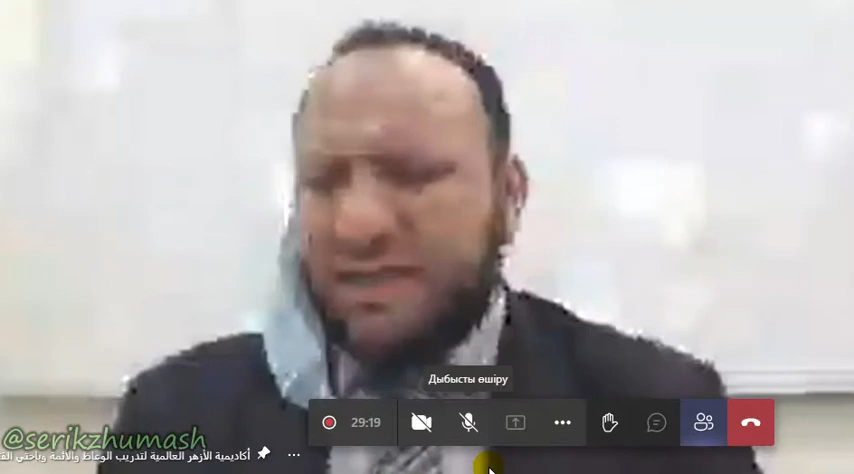 Дыбысты өшіру
29:19
@serikzhumash
أكاديمية الأزهر العالمية لتدريب الوعاظ والأئمة وباحثي